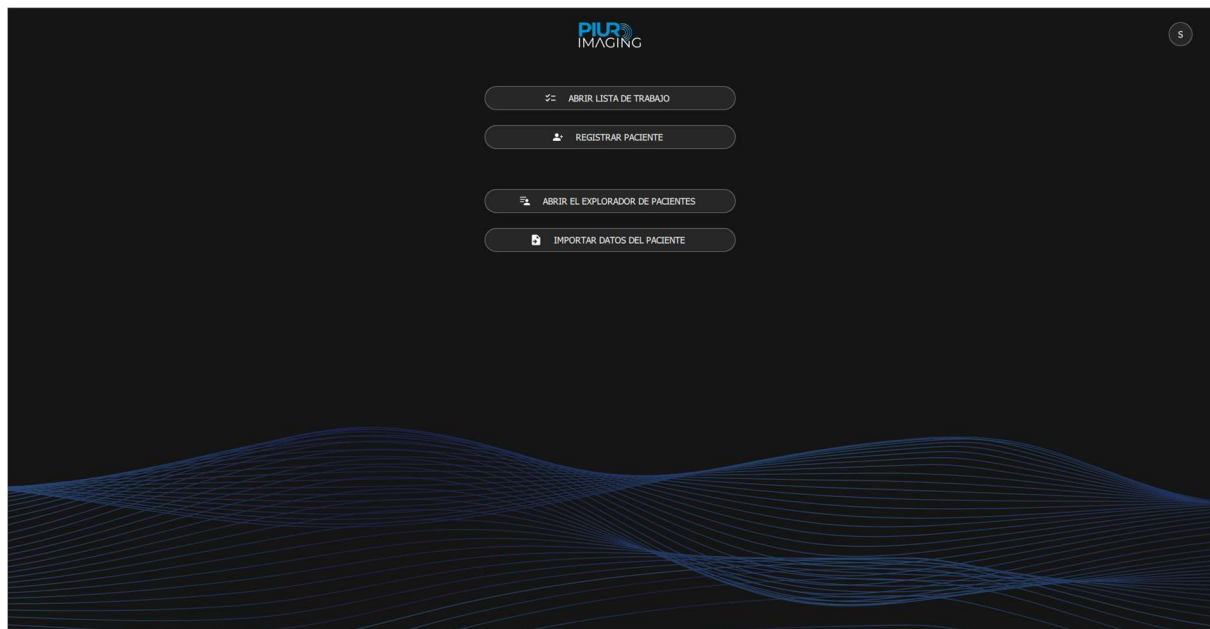 PIUR
IMAGING
S
ABRIR LISTA DE TRABAJO
REGISTRAR PACIENTE
ABRIR EL EXPLORADOR DE PACIENTES
IMPORTAR DATOS DEL PACIENTE